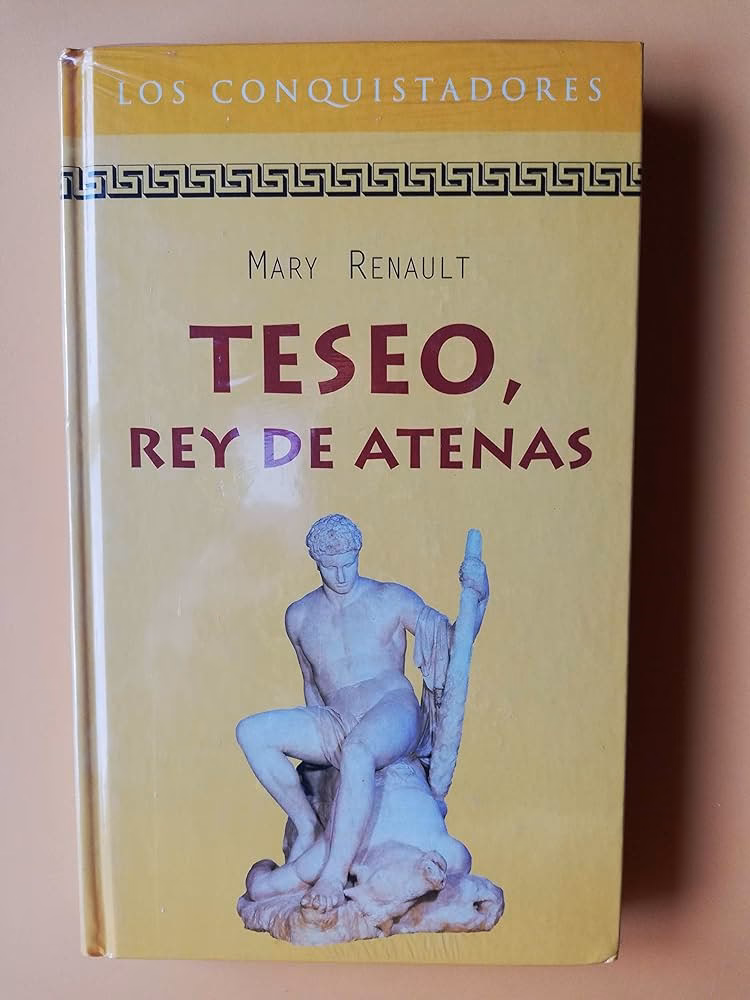 LOS CONQUISTADORES
MARY RENAULT
TESEO,
REY DE ATENAS